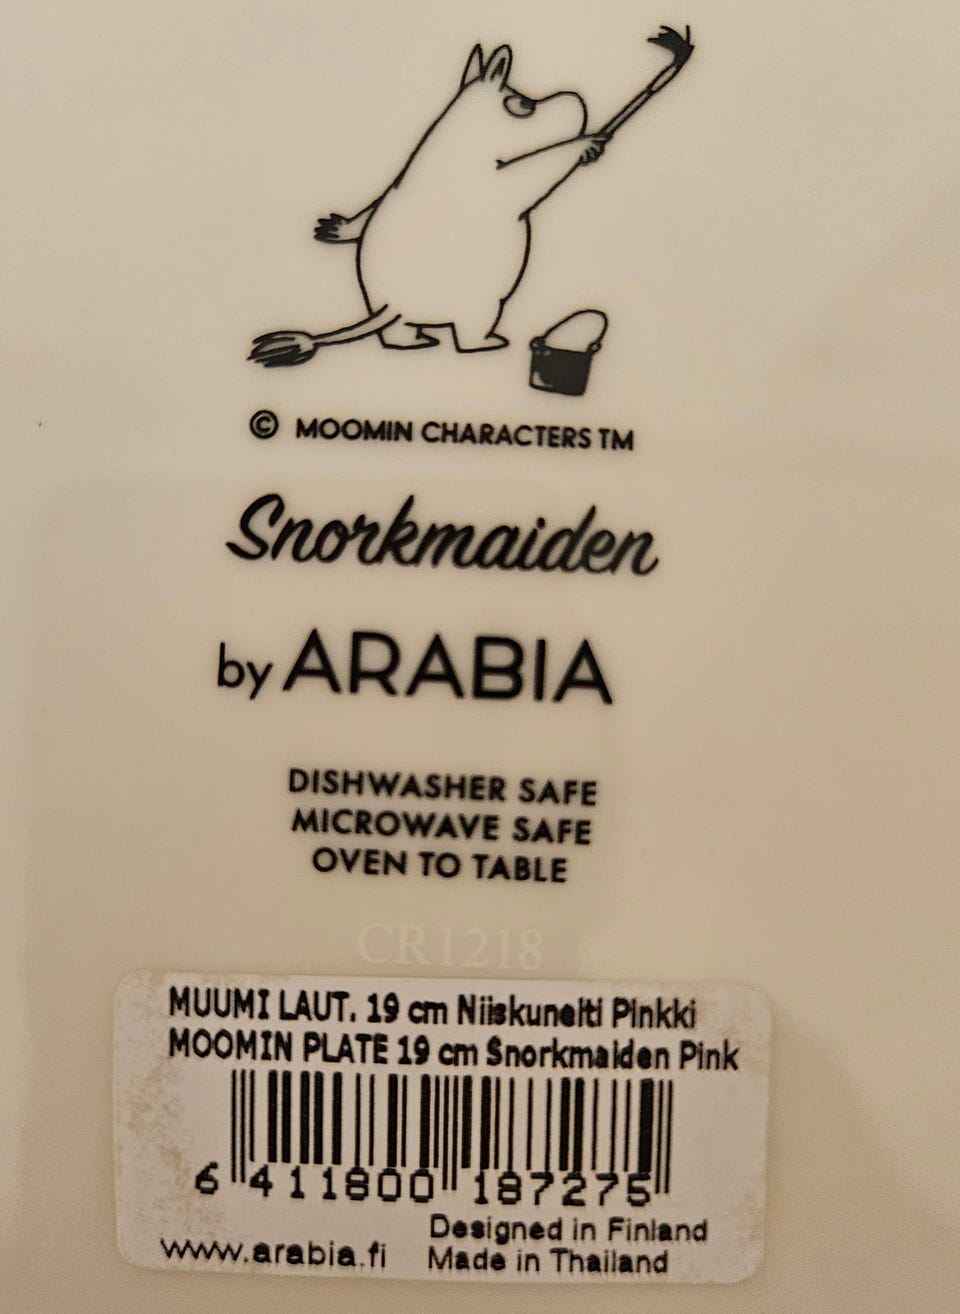 © MOOMIN CHARACTERS TM
Snorkmaiden
by ARABIA
DISHWASHER SAFE
MICROWAVE SAFE
OVEN TO TABLE
CR1218
MUUMI LAUT. 19 cm Niiskuneiti Pinkki
MOOMIN PLATE 19 cm Snorkmaiden Pink
6 411800 187275
Designed in Finland
www.arabia.fi Made in Thailand